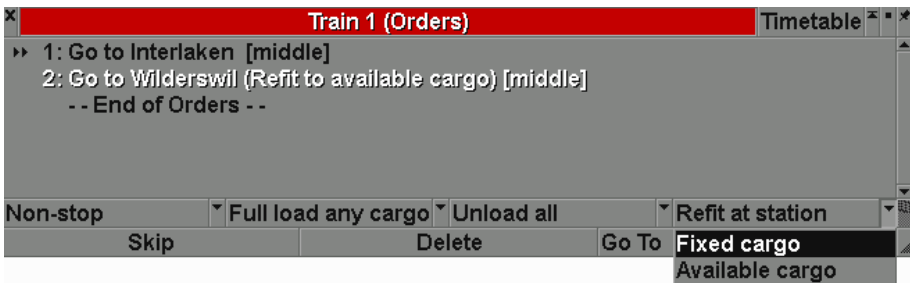 Train 1 (Orders) Timetable
1: Go to Interlaken [middle]
2: Go to Wilderswil (Refit to available cargo) [middle]
- - End of Orders - -
Non-stop Full load any cargo Unload all Refit at station
Skip Delete Go To Fixed cargo
Available cargo